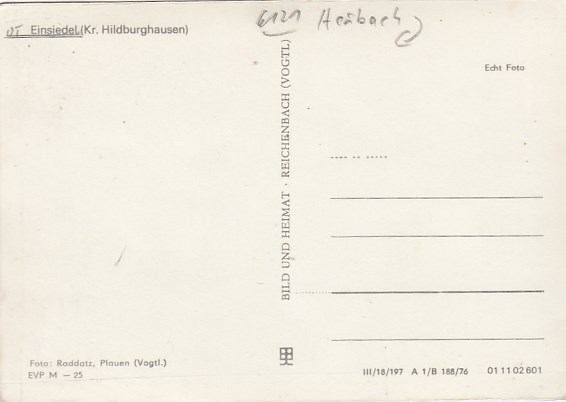 6121 Heubach
OT Einsiedel (Kr. Hildburghausen)
Echt Foto
BILD UND HEIMAT · REICHENBACH (VOGTL)
Foto: Raddatz, Plauen (Vogtl.)
EVP M – 25
III/18/197 A 1/B 188/76 01 11 02 601